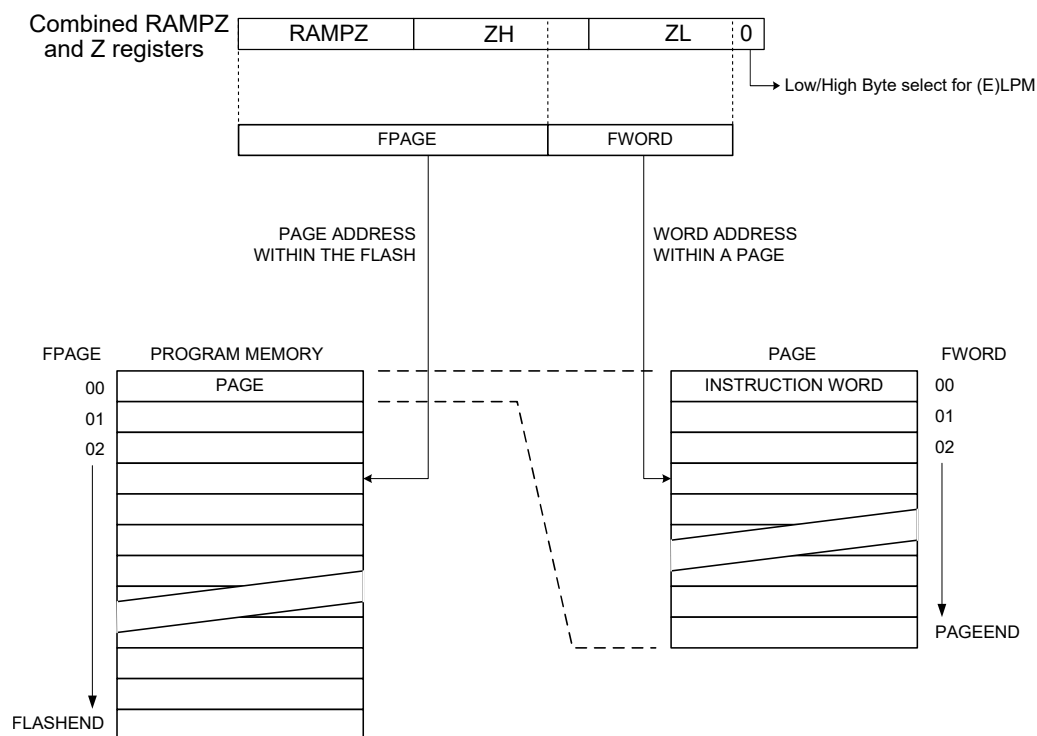 Combined RAMPZ
and Z registers
RAMPZ
ZH
ZL
0
Low/High Byte select for (E)LPM
FPAGE
FWORD
PAGE ADDRESS
WITHIN THE FLASH
WORD ADDRESS
WITHIN A PAGE
FPAGE
PROGRAM MEMORY
00
PAGE
01
02
FLASHEND
PAGE
FWORD
INSTRUCTION WORD
00
01
02
PAGEEND